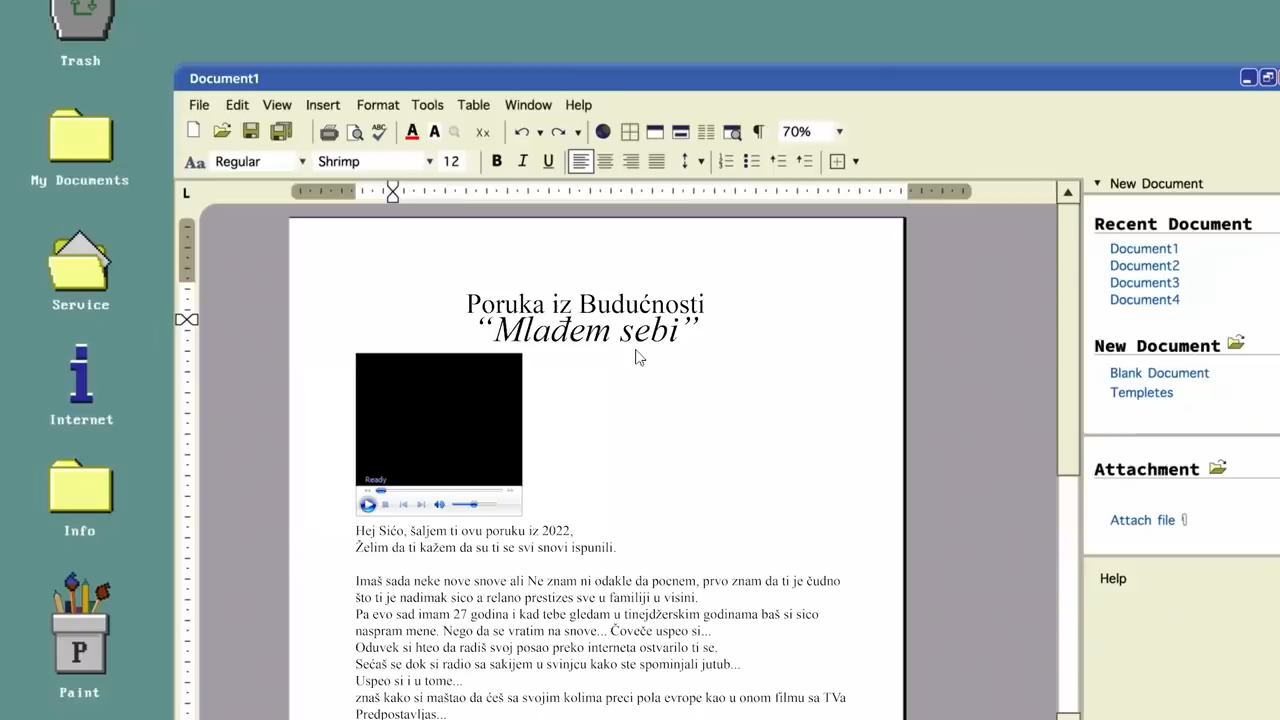 Trash
My Documents
Service
Internet
Info
P
Paint
Document1
File Edit View Insert Format Tools Table Window Help
ABC A A Xx 70%
Aa Regular Shrimp 12 B I U
L
Poruka iz Budućnosti
“Mlađem sebi”
Ready
Hej Sićo, šaljem ti ovu poruku iz 2022,
Želim da ti kažem da su ti se svi snovi ispunili.
Imaš sada neke nove snove ali Ne znam ni odakle da pocnem, prvo znam da ti je čudno
što ti je nadimak sico a relano prestizes sve u familiji u visini.
Pa evo sad imam 27 godina i kad tebe gledam u tinejdžerskim godinama baš si sico
naspram mene. Nego da se vratim na snove... Čoveče uspeo si...
Oduvek si hteo da radiš svoj posao preko interneta ostvarilo ti se.
Sećaš se dok si radio sa sakijem u svinjcu kako ste spominjali jutub...
Uspeo si i u tome...
znaš kako si maštao da ćeš sa svojim kolima preci pola evrope kao u onom filmu sa TVa
Predpostavljas...
New Document
Recent Document
Document1
Document2
Document3
Document4
New Document
Blank Document
Templetes
Attachment
Attach file
Help